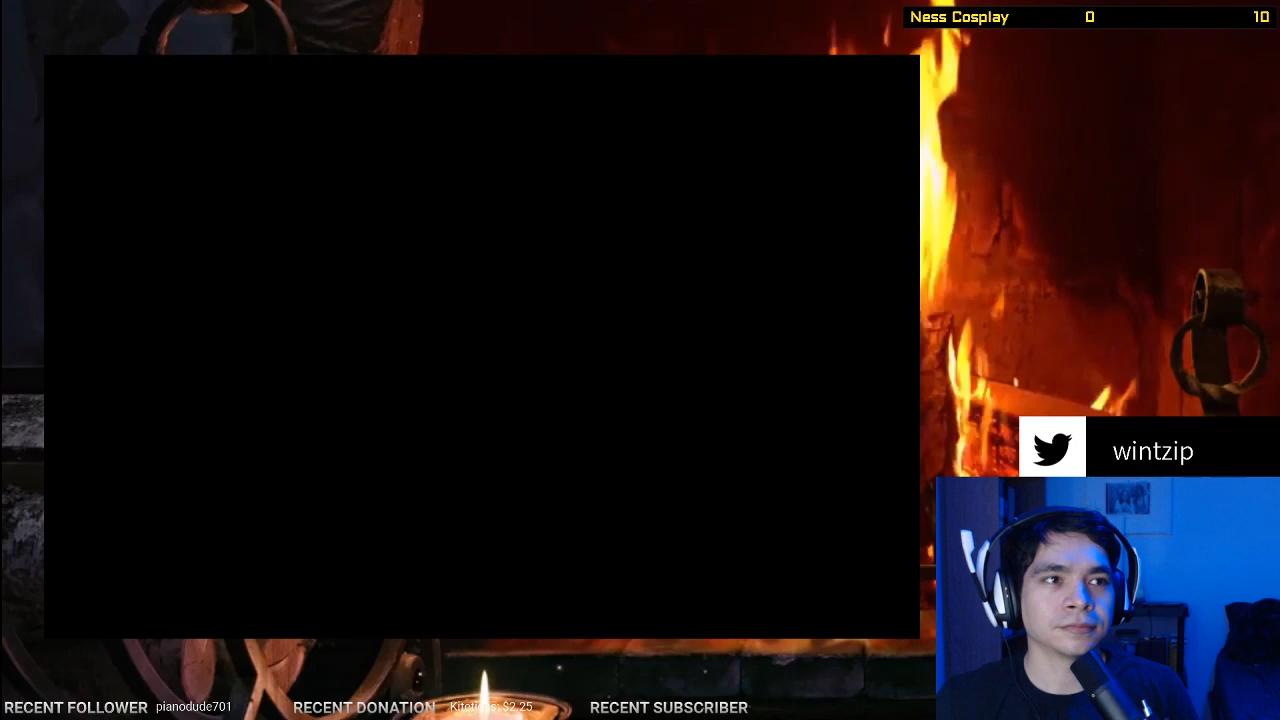 Ness Cosplay 0 10
wintzip
RECENT FOLLOWER pianodude701 RECENT DONATION $2.25 RECENT SUBSCRIBER